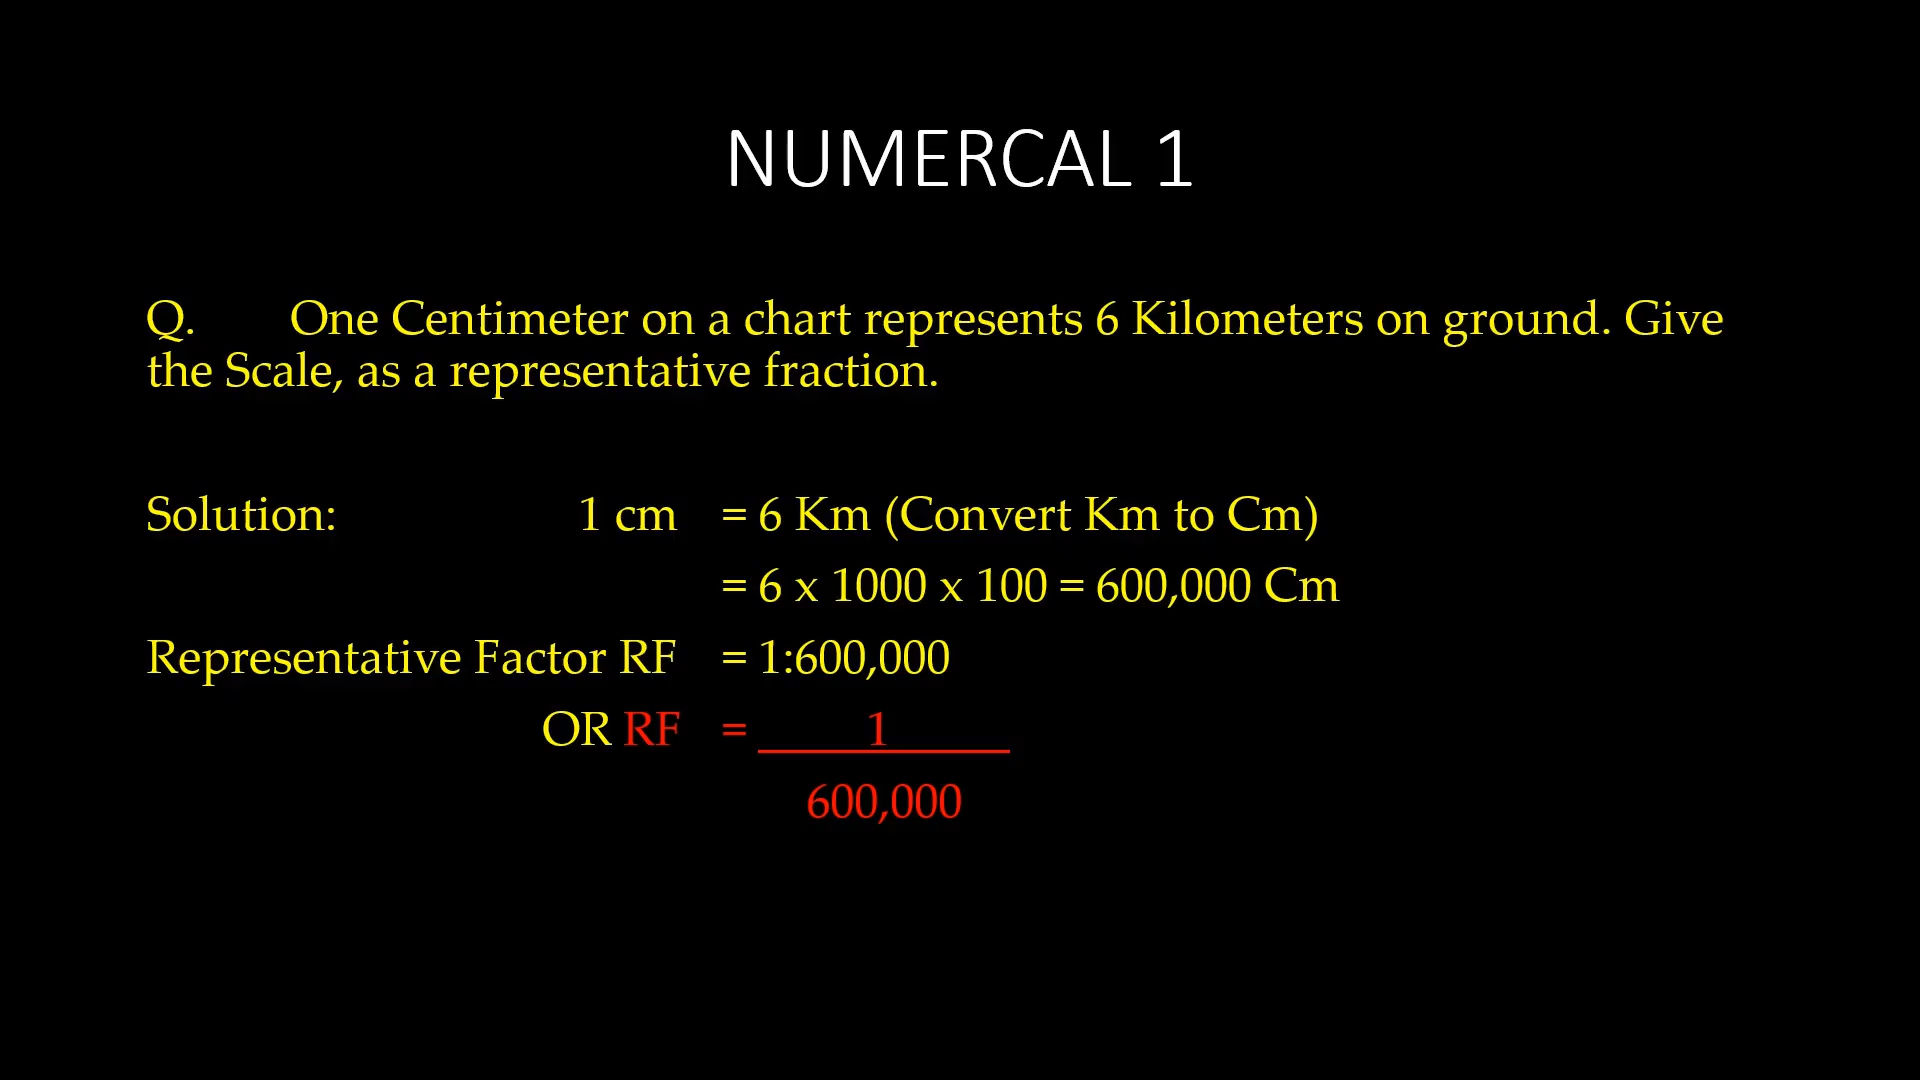 NUMERCAL 1
Q. One Centimeter on a chart represents 6 Kilometers on ground. Give
the Scale, as a representative fraction.
Solution: 1 cm = 6 Km (Convert Km to Cm)
= 6 x 1000 x 100 = 600,000 Cm
Representative Factor RF = 1:600,000
OR RF = 1
600,000